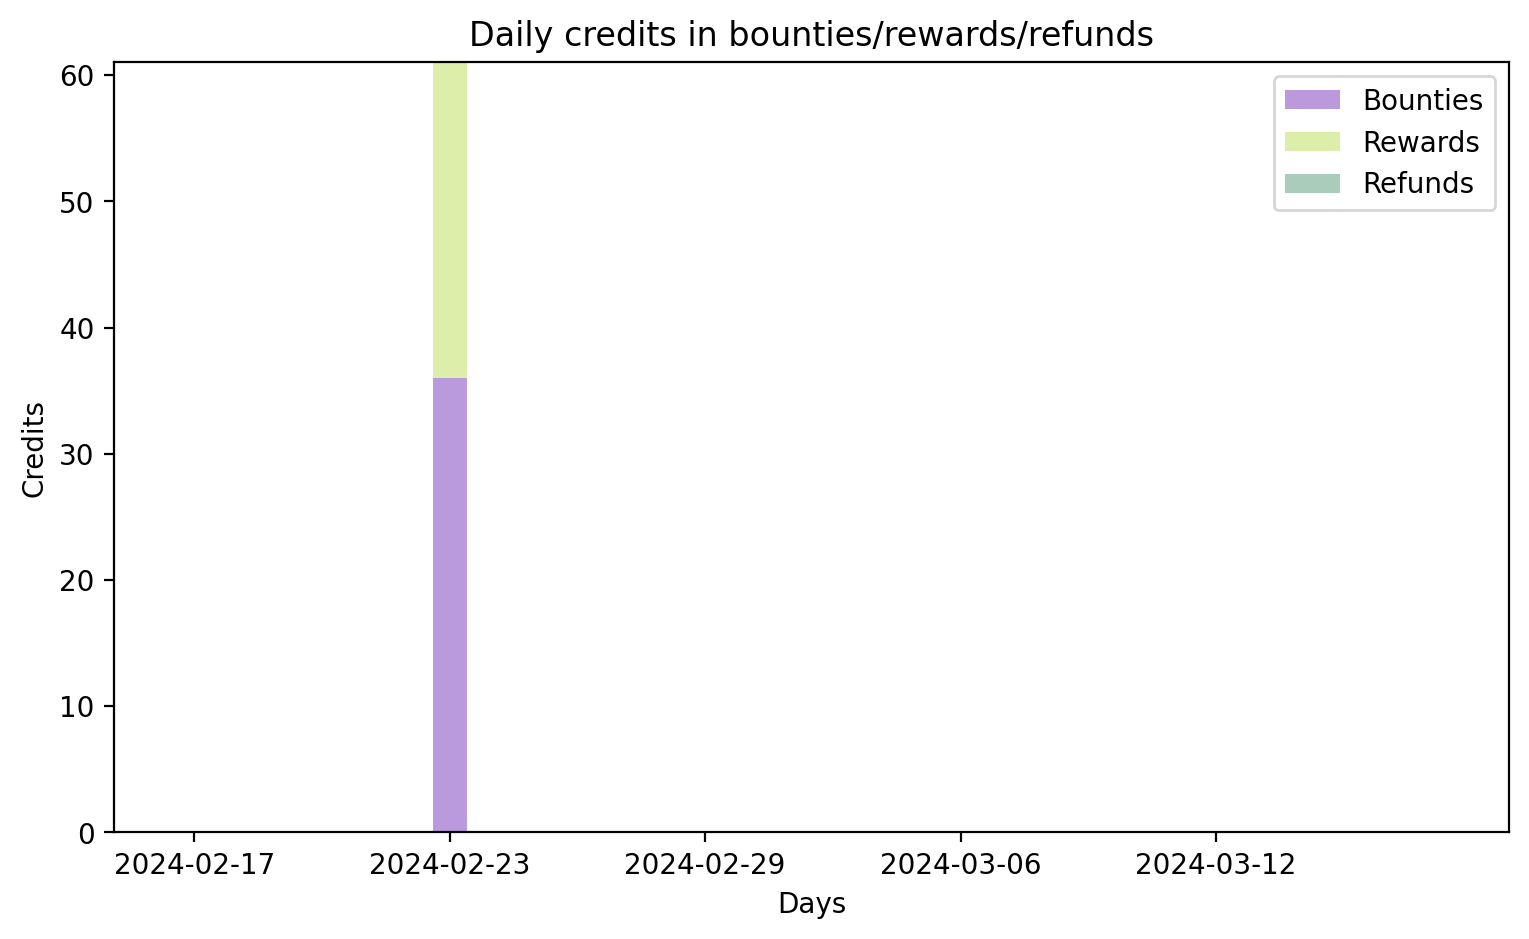 Daily credits in bounties/rewards/refunds
60
50
40
30
20
10
0
Credits
Bounties
Rewards
Refunds
2024-02-17 2024-02-23 2024-02-29 2024-03-06 2024-03-12
Days